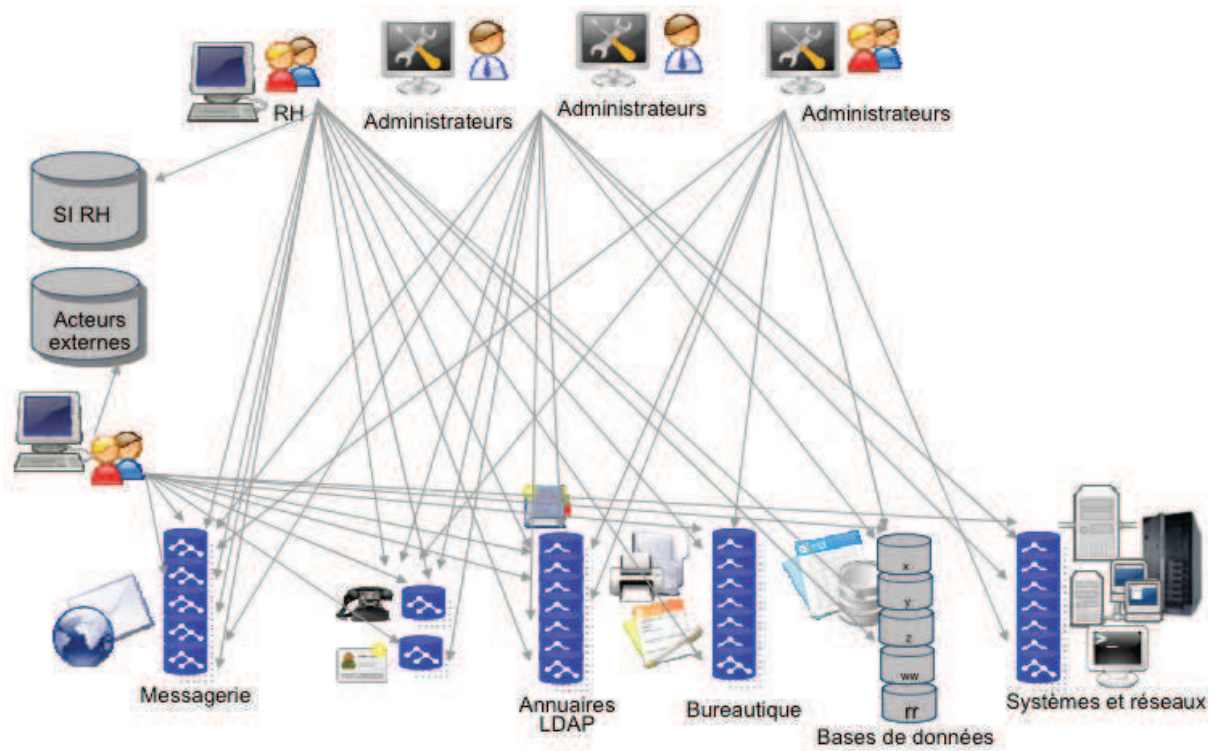 RH
Administrateurs
Administrateurs
Administrateurs
SI RH
Acteurs
externes
x
y
z
ww
rr
Messagerie
Annuaires
LDAP
Bureautique
Bases de données
Systèmes et réseaux